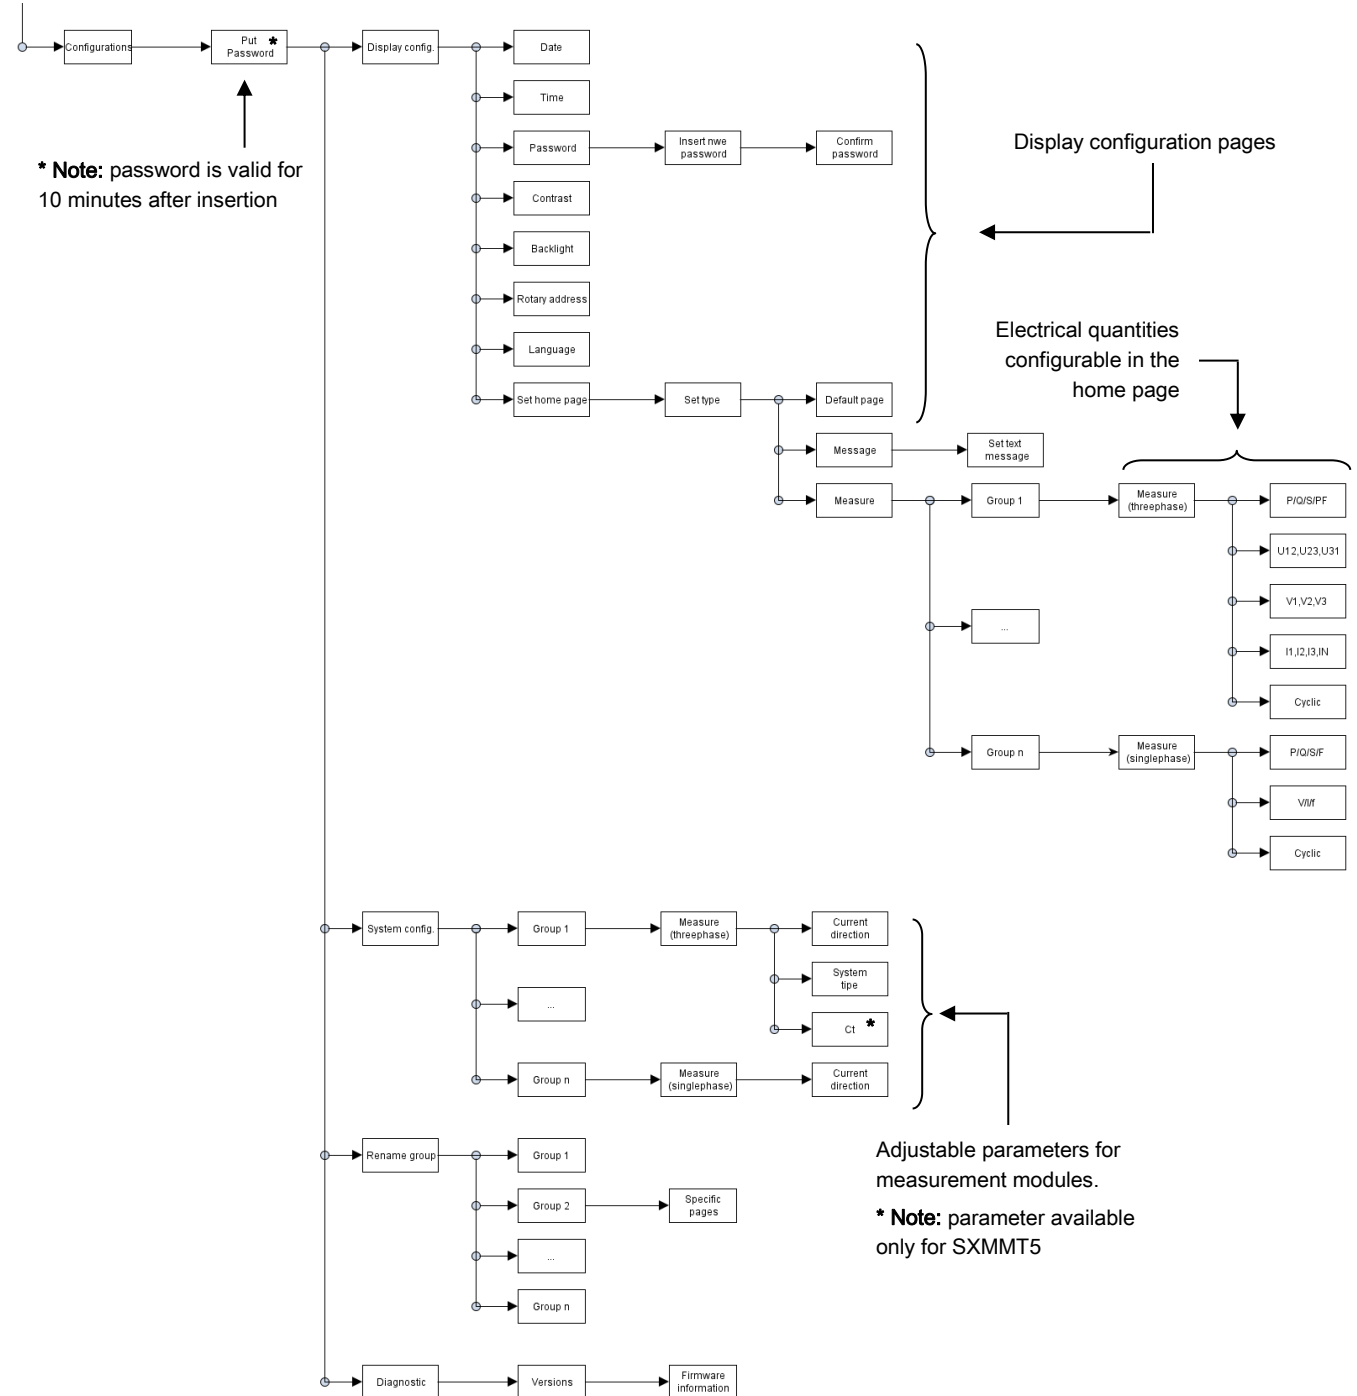 Configurations
Put *
Password
Display config.
Date
Time
Password
Insert nwe
password
Confirm
password
Contrast
Backlight
Rotary address
Language
Set home page
Set type
Default page
Message
Set text
message
Measure
Group 1
Measure
(threephase)
P/Q/S/PF
U12,U23,U31
V1,V2,V3
I1,I2,I3,IN
Cyclic
...
Group n
Measure
(singlephase)
P/Q/S/F
V/I/f
Cyclic
* Note: password is valid for
10 minutes after insertion
Display configuration pages
Electrical quantities
configurable in the
home page
System config.
Group 1
Measure
(threephase)
Current
direction
System
tipe
Ct *
...
Group n
Measure
(singlephase)
Current
direction
Adjustable parameters for
measurement modules.
* Note: parameter available
only for SXMMT5
Rename group
Group 1
Group 2
Specific
pages
...
Group n
Diagnostic
Versions
Firmware
information